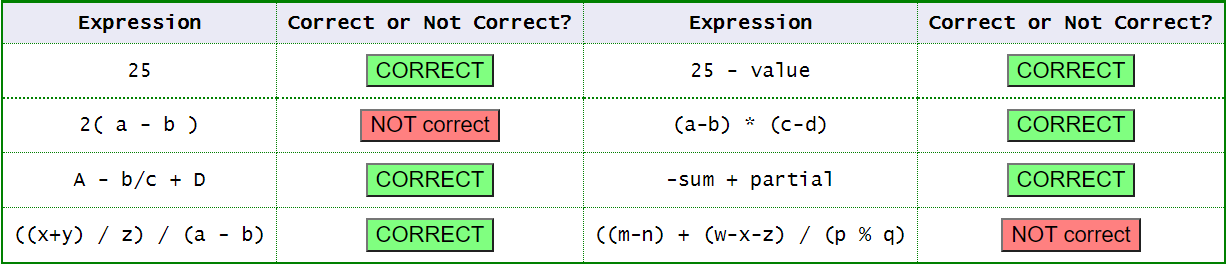 Expression Correct or Not Correct? Expression Correct or Not Correct?
25 CORRECT 25 - value CORRECT
2( a - b ) NOT correct (a-b) * (c-d) CORRECT
A - b/c + D CORRECT -sum + partial CORRECT
((x+y) / z) / (a - b) CORRECT ((m-n) + (w-x-z) / (p % q) NOT correct